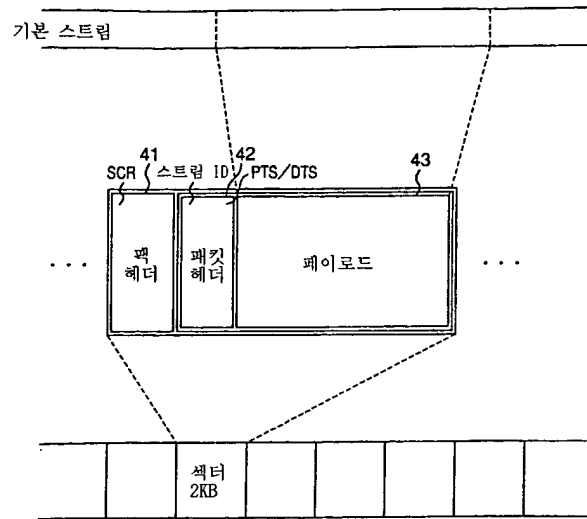 기본 스트림
41
42
43
SCR 스트림 ID PTS/DTS
팩
헤더
패킷
헤더
페이로드
... ...
섹터
2KB